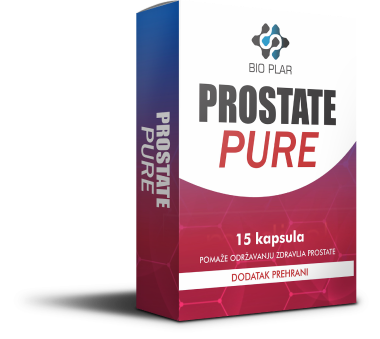 BIO PLAR
PROSTATE
PURE
15 kapsula
POMAŽE ODRŽAVANJU ZDRAVLJA PROSTATE
DODATAK PREHRANI
PROSTATE
PURE